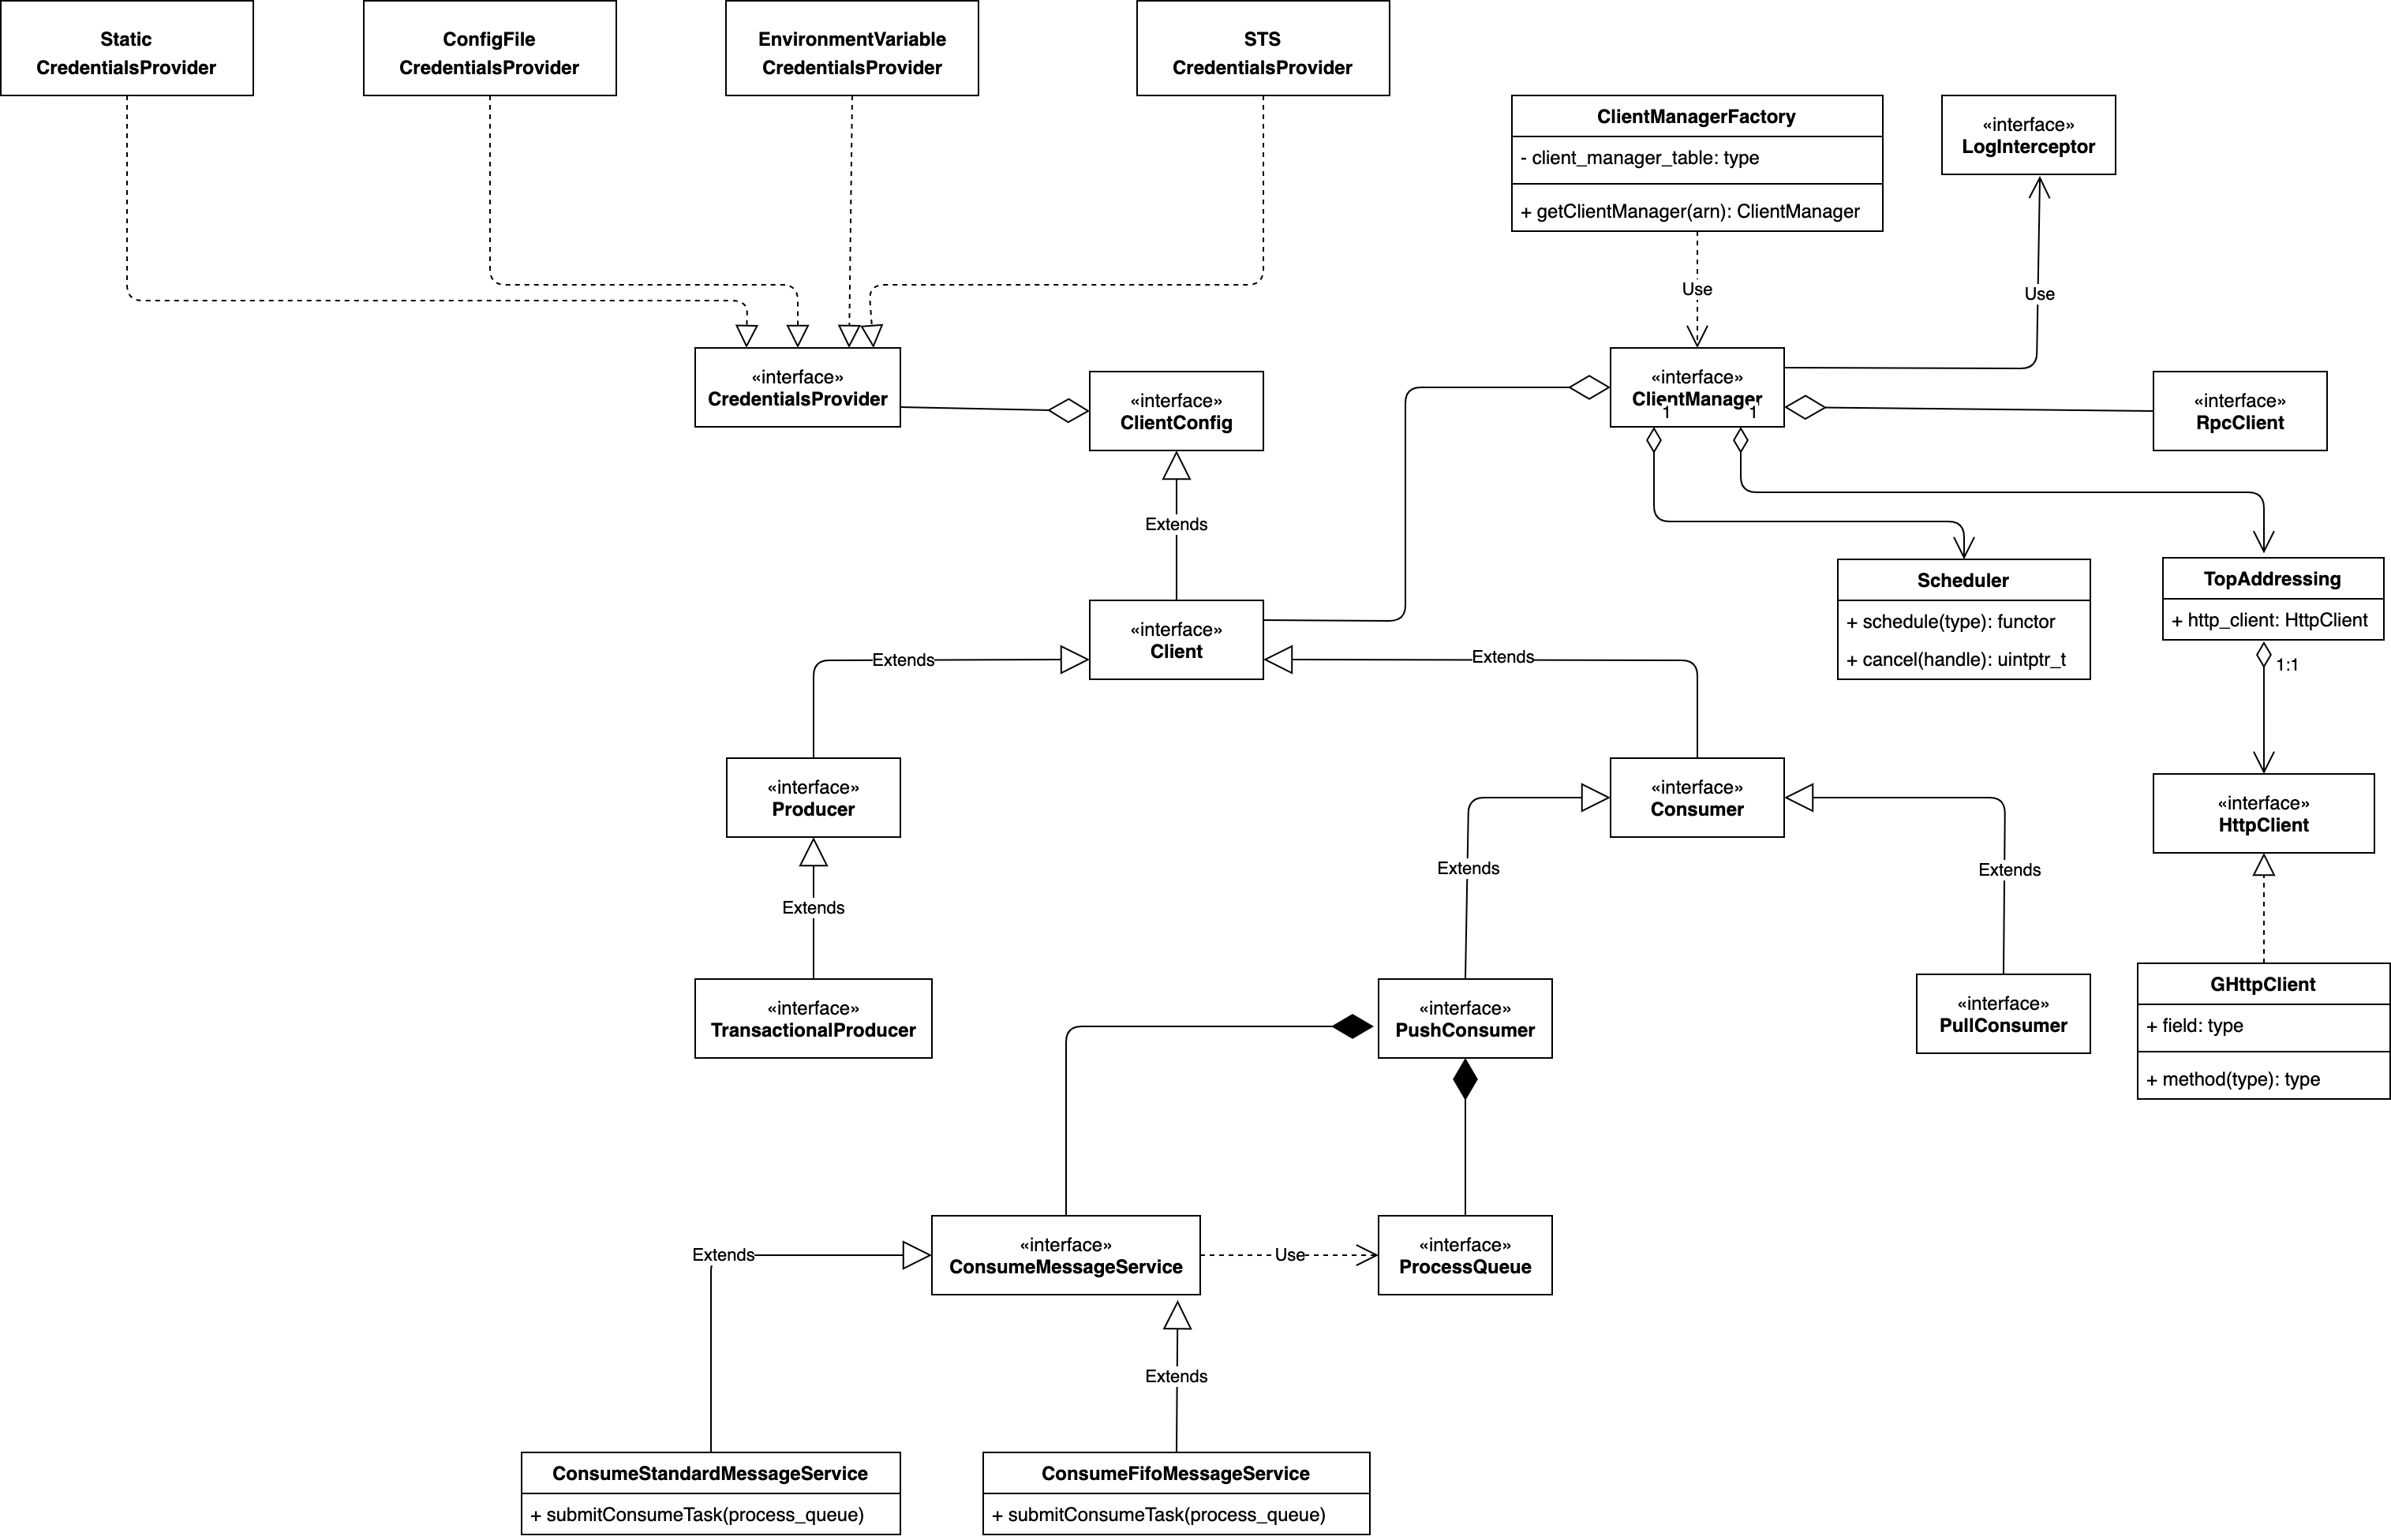 Static
CredentialsProvider
ConfigFile
CredentialsProvider
EnvironmentVariable
CredentialsProvider
STS
CredentialsProvider
ClientManagerFactory
- client_manager_table: type
+ getClientManager(arn): ClientManager
«interface»
LogInterceptor
Use
Use
«interface»
CredentialsProvider
«interface»
ClientConfig
«interface»
ClientManager
1
1
«interface»
RpcClient
Extends
Scheduler
+ schedule(type): functor
+ cancel(handle): uintptr_t
TopAddressing
+ http_client: HttpClient
1:1
«interface»
Client
Extends
Extends
«interface»
Producer
«interface»
Consumer
«interface»
HttpClient
Extends
Extends
Extends
«interface»
TransactionalProducer
«interface»
PushConsumer
«interface»
PullConsumer
GHttpClient
+ field: type
+ method(type): type
Extends
«interface»
ConsumeMessageService
Use
«interface»
ProcessQueue
Extends
ConsumeStandardMessageService
+ submitConsumeTask(process_queue)
ConsumeFifoMessageService
+ submitConsumeTask(process_queue)